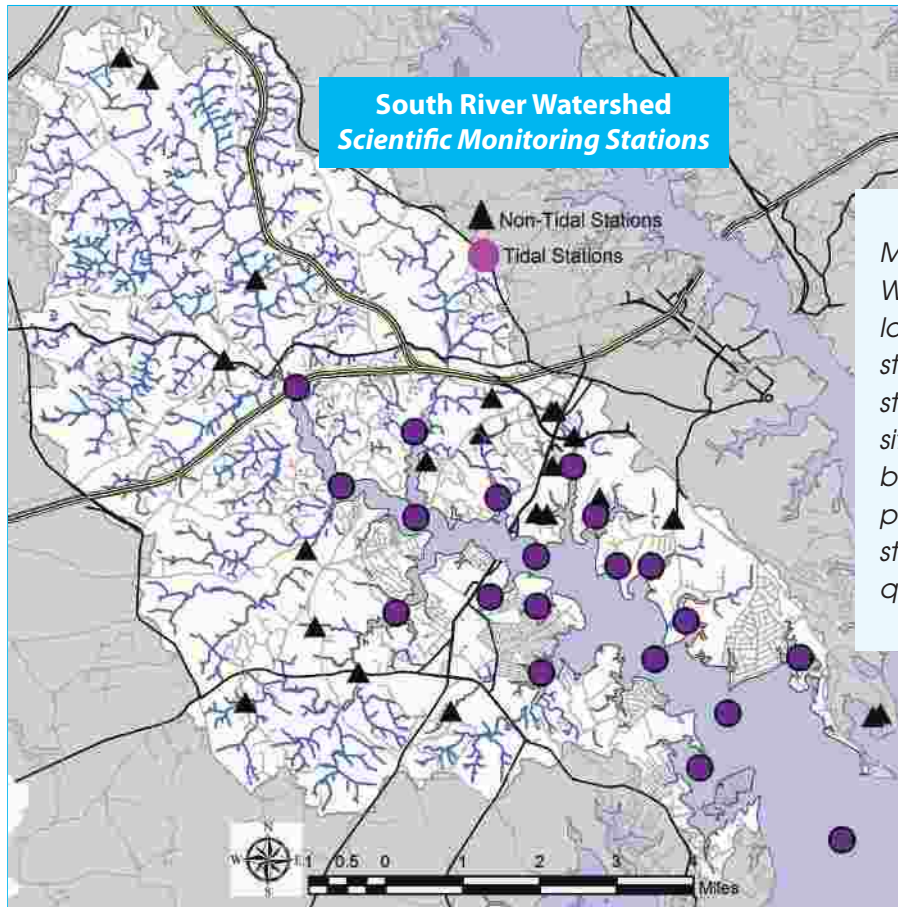 South River Watershed
Scientific Monitoring Stations
Non-Tidal Stations
Tidal Stations
N
W
E
S
1 0.5 0 1 2 3 4
Miles